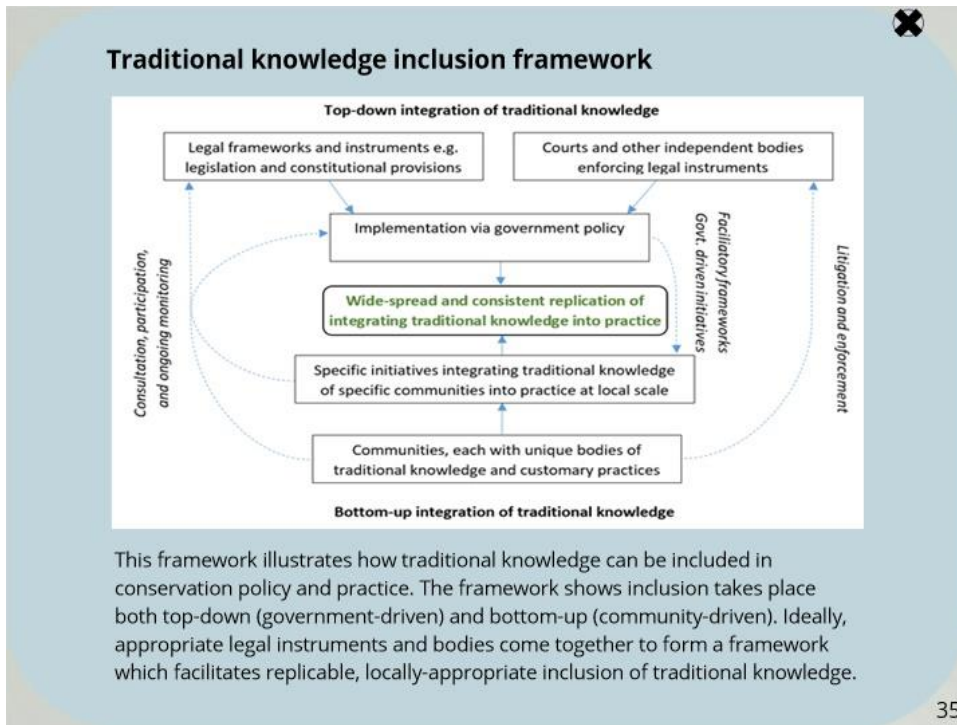 Traditional knowledge inclusion framework
Top-down integration of traditional knowledge
Legal frameworks and instruments e.g.
legislation and constitutional provisions
Courts and other independent bodies
enforcing legal instruments
Implementation via government policy
Faciliatory frameworks
Govt. driven initiatives
Consultation, participation,
and ongoing monitoring
Litigation and enforcement
Wide-spread and consistent replication of
integrating traditional knowledge into practice
Specific initiatives integrating traditional knowledge
of specific communities into practice at local scale
Communities, each with unique bodies of
traditional knowledge and customary practices
Bottom-up integration of traditional knowledge
This framework illustrates how traditional knowledge can be included in
conservation policy and practice. The framework shows inclusion takes place
both top-down (government-driven) and bottom-up (community-driven). Ideally,
appropriate legal instruments and bodies come together to form a framework
which facilitates replicable, locally-appropriate inclusion of traditional knowledge.
35